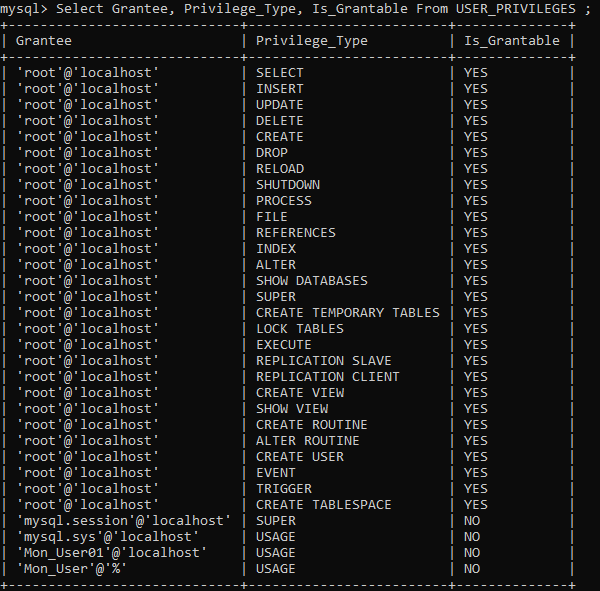 mysql> Select Grantee, Privilege_Type, Is_Grantable From USER_PRIVILEGES ;
+---------------------------+-------------------------+--------------+
| Grantee                   | Privilege_Type          | Is_Grantable |
+---------------------------+-------------------------+--------------+
| 'root'@'localhost'        | SELECT                  | YES          |
| 'root'@'localhost'        | INSERT                  | YES          |
| 'root'@'localhost'        | UPDATE                  | YES          |
| 'root'@'localhost'        | DELETE                  | YES          |
| 'root'@'localhost'        | CREATE                  | YES          |
| 'root'@'localhost'        | DROP                    | YES          |
| 'root'@'localhost'        | RELOAD                  | YES          |
| 'root'@'localhost'        | SHUTDOWN                | YES          |
| 'root'@'localhost'        | PROCESS                 | YES          |
| 'root'@'localhost'        | FILE                    | YES          |
| 'root'@'localhost'        | REFERENCES              | YES          |
| 'root'@'localhost'        | INDEX                   | YES          |
| 'root'@'localhost'        | ALTER                   | YES          |
| 'root'@'localhost'        | SHOW DATABASES          | YES          |
| 'root'@'localhost'        | SUPER                   | YES          |
| 'root'@'localhost'        | CREATE TEMPORARY TABLES | YES          |
| 'root'@'localhost'        | LOCK TABLES             | YES          |
| 'root'@'localhost'        | EXECUTE                 | YES          |
| 'root'@'localhost'        | REPLICATION SLAVE       | YES          |
| 'root'@'localhost'        | REPLICATION CLIENT      | YES          |
| 'root'@'localhost'        | CREATE VIEW             | YES          |
| 'root'@'localhost'        | SHOW VIEW               | YES          |
| 'root'@'localhost'        | CREATE ROUTINE          | YES          |
| 'root'@'localhost'        | ALTER ROUTINE           | YES          |
| 'root'@'localhost'        | CREATE USER             | YES          |
| 'root'@'localhost'        | EVENT                   | YES          |
| 'root'@'localhost'        | TRIGGER                 | YES          |
| 'root'@'localhost'        | CREATE TABLESPACE       | YES          |
| 'mysql.session'@'localhost' | SUPER                 | NO           |
| 'mysql.sys'@'localhost'   | USAGE                   | NO           |
| 'Mon_User01'@'localhost'  | USAGE                   | NO           |
| 'Mon_User'@'%'            | USAGE                   | NO           |
+---------------------------+-------------------------+--------------+